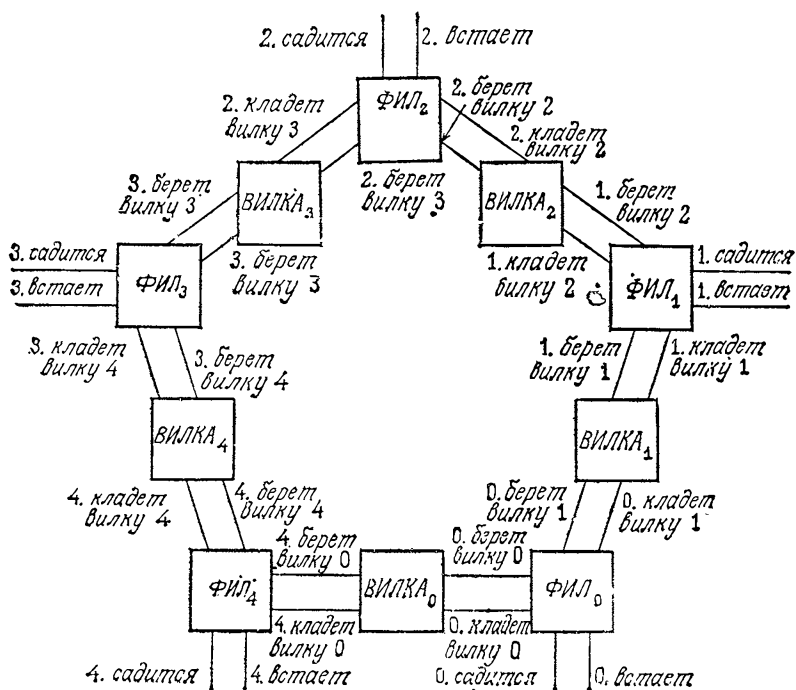 2. садится
2. встает
ФИЛ₂
2. берет
вилку 2
2. кладет
вилку 3
2. кладет
вилку 2
3. берет
вилку 3
ВИЛКА₃
2. берет
вилку 3
ВИЛКА₂
1. берет
вилку 2
3. садится
3. встает
ФИЛ₃
3. берет
вилку 3
1. кладет
вилку 2
ФИЛ₁
1. садится
1. встаэт
3. кладет
вилку 4
3. берет
вилку 4
1. берет
вилку 1
1. кладет
вилку 1
ВИЛКА₄
ВИЛКА₁
4. кладет
вилку 4
4. берет
вилку 4
0. берет
вилку 1
0. кладет
вилку 1
4. берет
вилку 0
0. бэрет
вилку 0
ФИЛ₄
ВИЛКА₀
ФИЛ₀
4. кладет
вилку 0
0. кладет
вилку 0
4. садится
4. встает
0. садится
0. встает